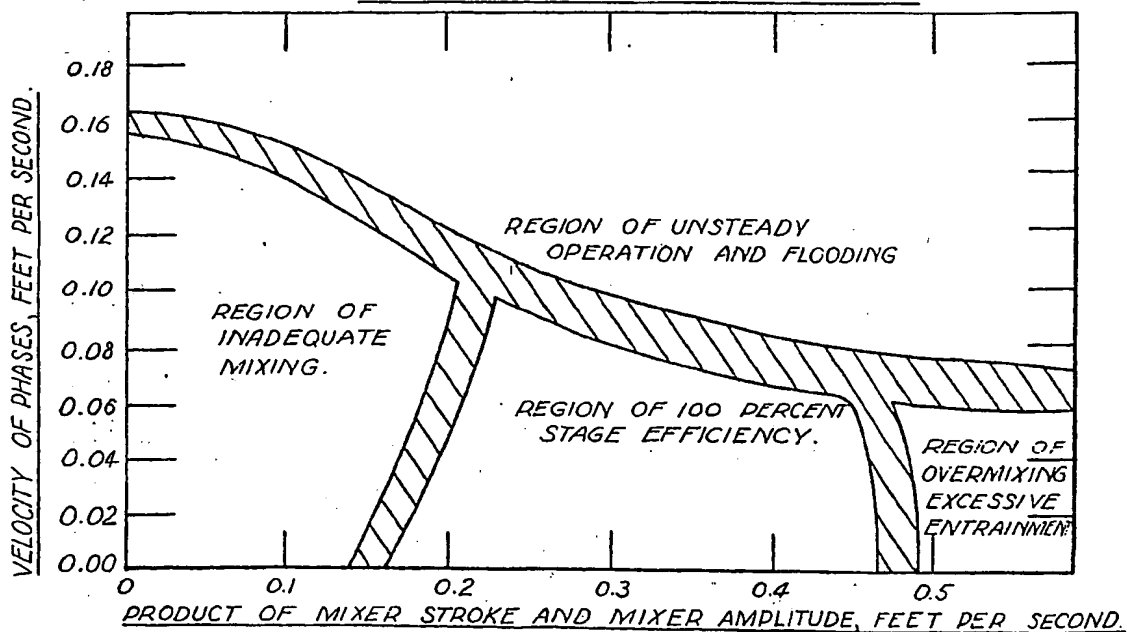 0.18
0.16
0.14
0.12
0.10
0.08
0.06
0.04
0.02
0.00
VELOCITY OF PHASES, FEET PER SECOND.
REGION OF UNSTEADY
OPERATION AND FLOODING
REGION OF
INADEQUATE
MIXING.
REGION OF 100 PERCENT
STAGE EFFICIENCY.
REGION OF
OVERMIXING
EXCESSIVE
ENTRAINMENT
0 0.1 0.2 0.3 0.4 0.5
PRODUCT OF MIXER STROKE AND MIXER AMPLITUDE, FEET PER SECOND.